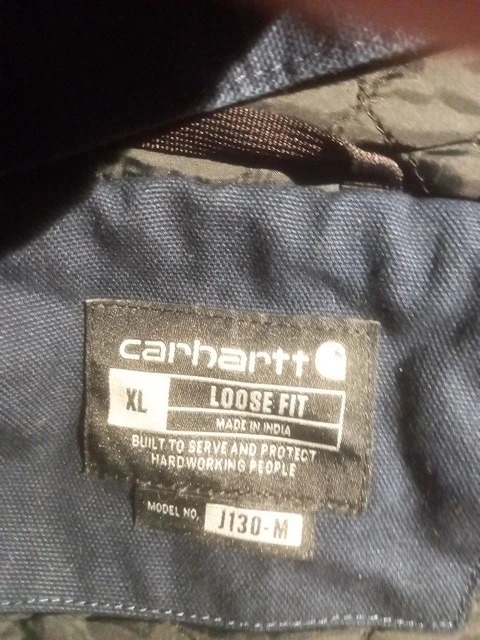 carhartt
XL
LOOSE FIT
MADE IN INDIA
BUILT TO SERVE AND PROTECT
HARDWORKING PEOPLE
MODEL NO. J130-M